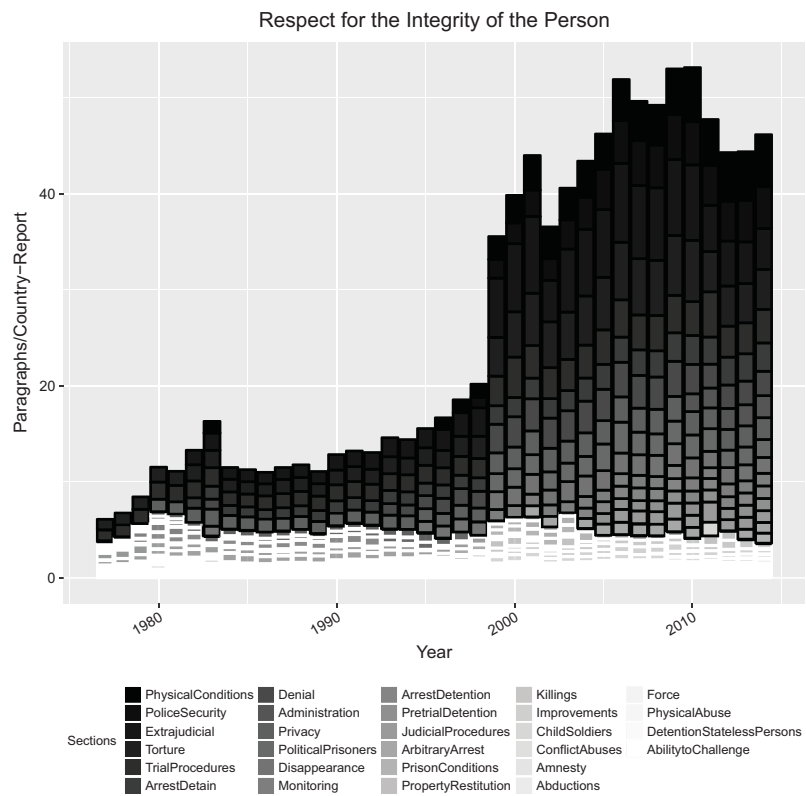 Respect for the Integrity of the Person
Paragraphs/Country−Report
40
20
0
1980
1990
2000
2010
Year
Sections
PhysicalConditions
PoliceSecurity
Extrajudicial
Torture
TrialProcedures
ArrestDetain
Denial
Administration
Privacy
PoliticalPrisoners
Disappearance
Monitoring
ArrestDetention
PretrialDetention
JudicialProcedures
ArbitraryArrest
PrisonConditions
PropertyRestitution
Killings
Improvements
ChildSoldiers
ConflictAbuses
Amnesty
Abductions
Force
PhysicalAbuse
DetentionStatelessPersons
AbilitytoChallenge